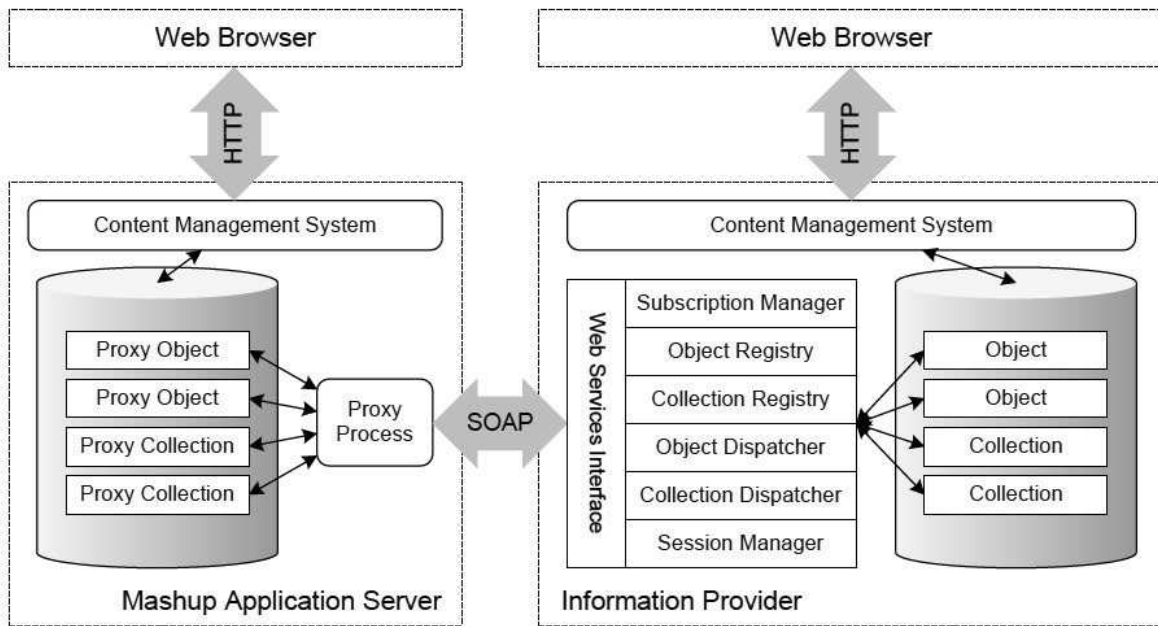 Web Browser
HTTP
Content Management System
Proxy Object
Proxy Object
Proxy Collection
Proxy Collection
Proxy
Process
Mashup Application Server
SOAP
Web Browser
HTTP
Content Management System
Web Services Interface
Subscription Manager
Object Registry
Collection Registry
Object Dispatcher
Collection Dispatcher
Session Manager
Object
Object
Collection
Collection
Information Provider